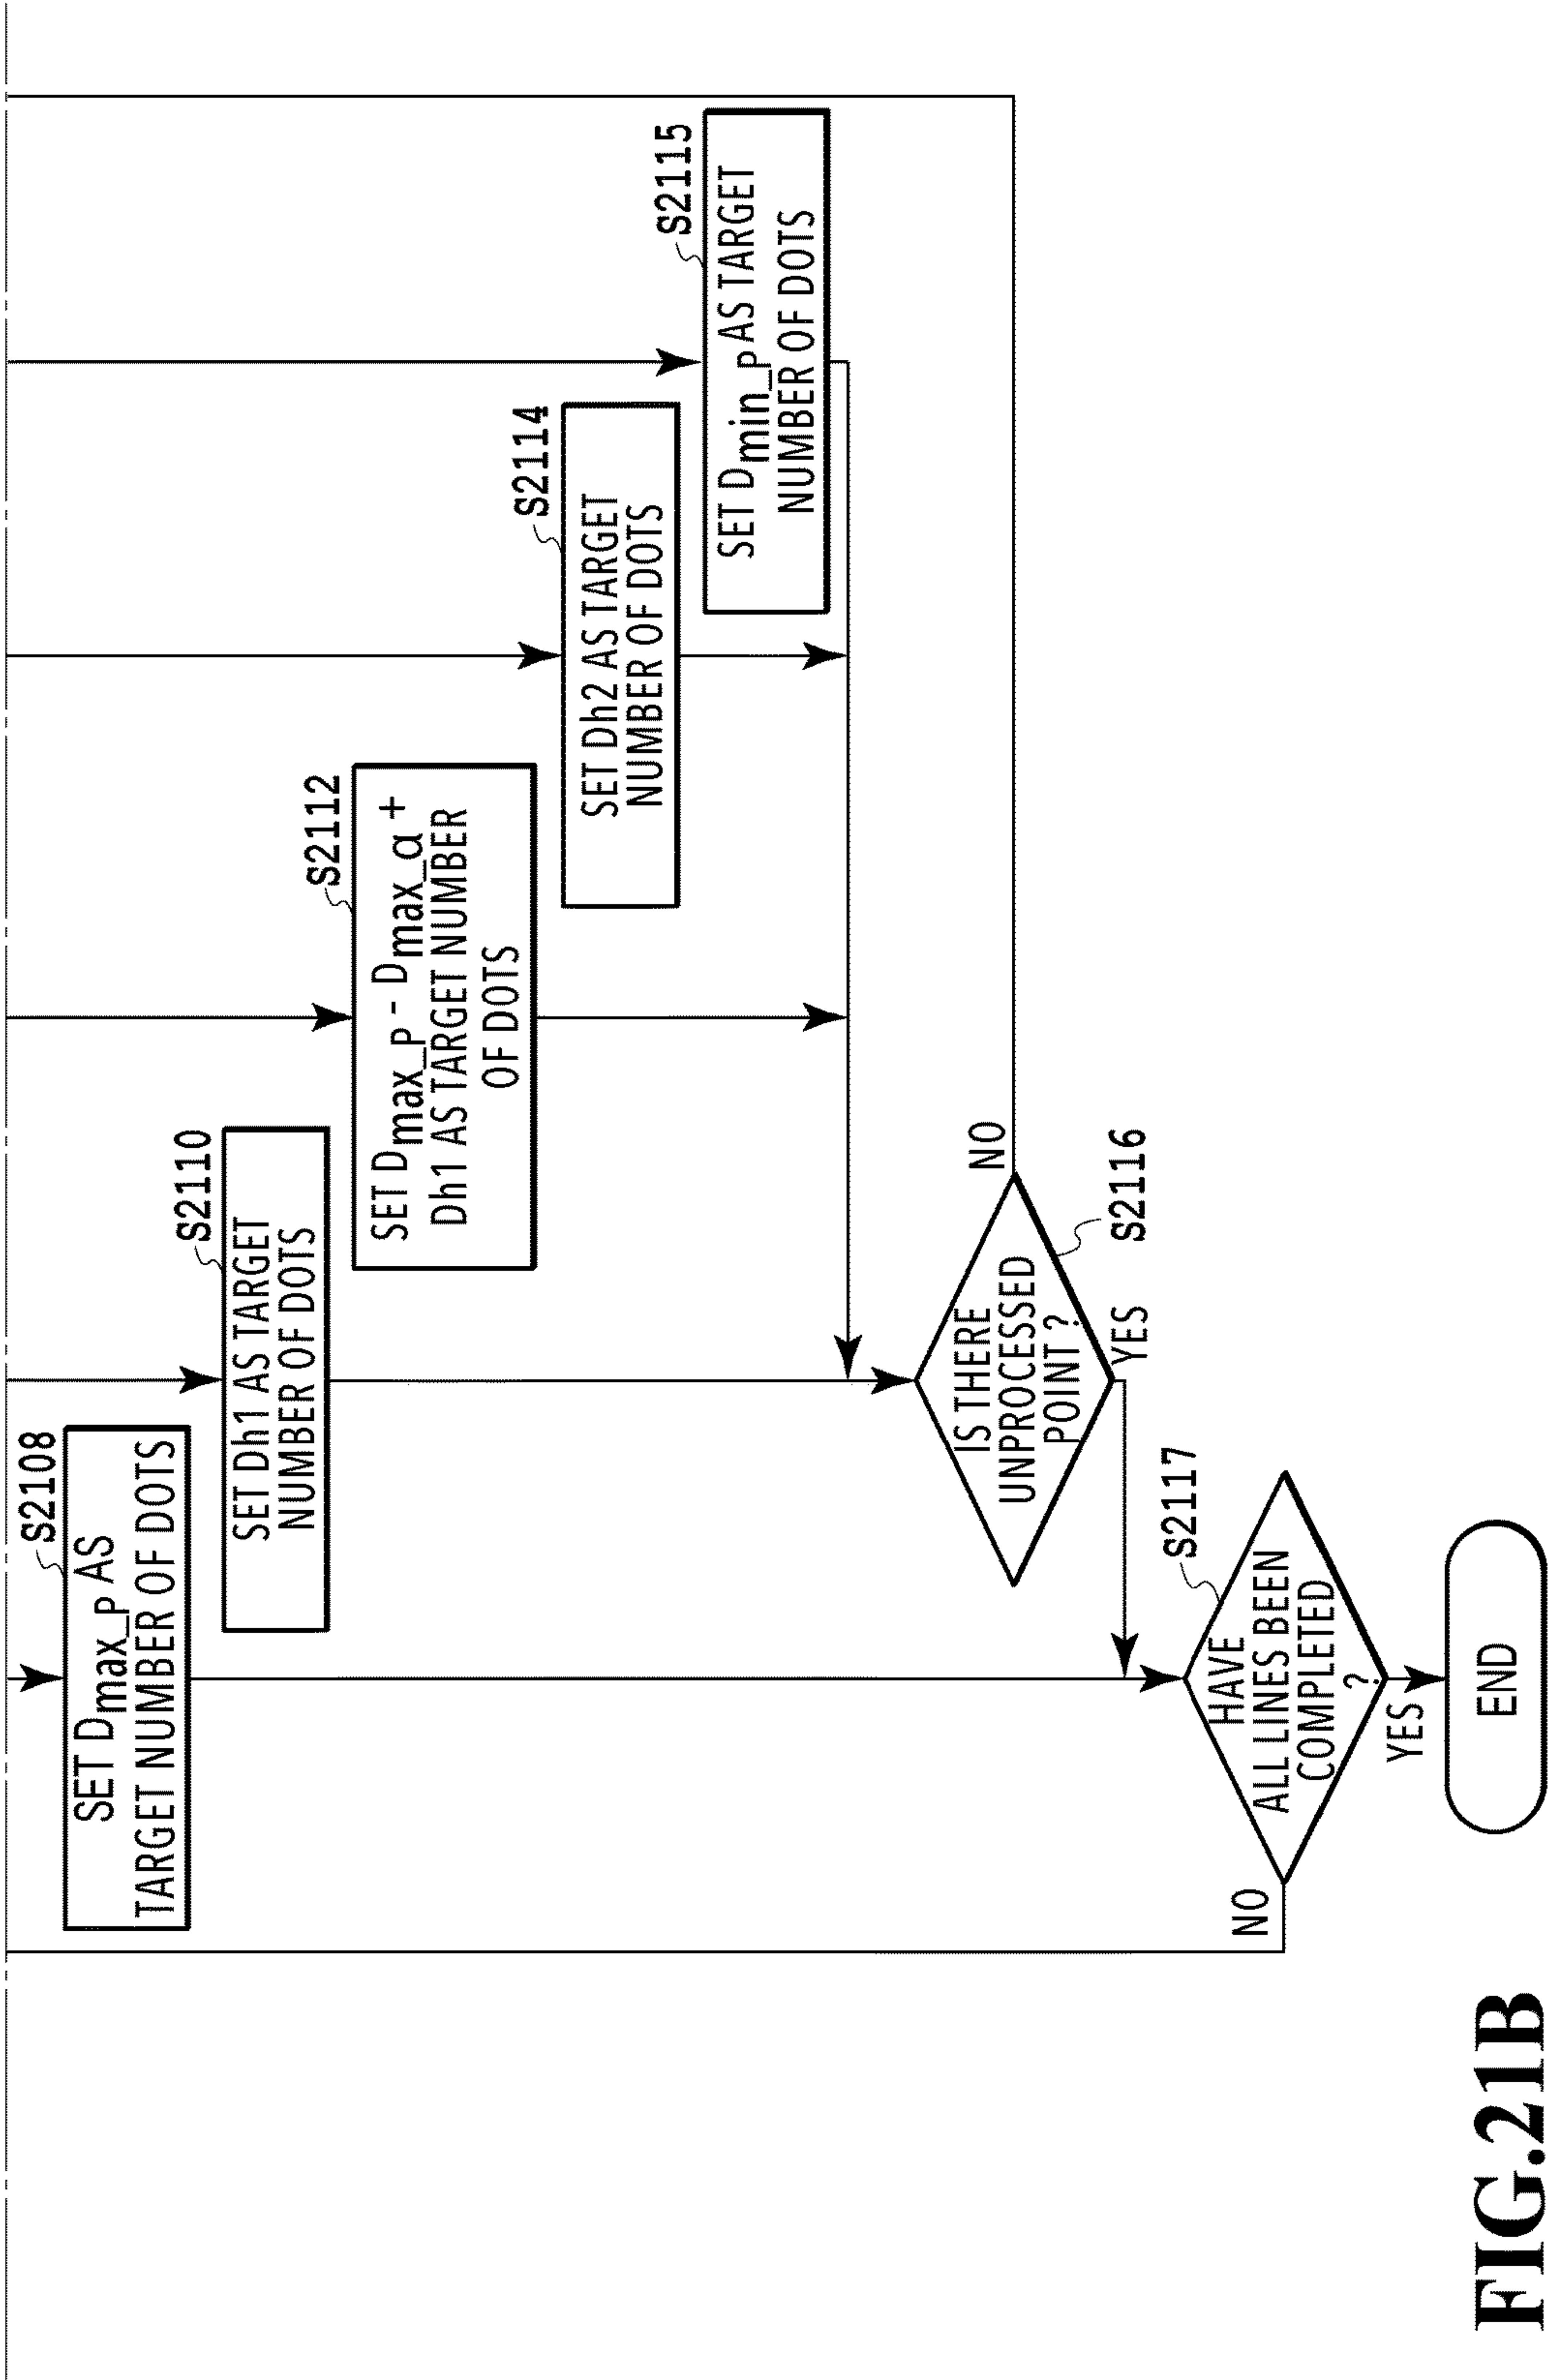 S2108
SET Dmax_P AS
TARGET NUMBER OF DOTS
S2110
SET Dh1 AS TARGET
NUMBER OF DOTS
S2112
SET Dmax_P - Dmax_α +
Dh1 AS TARGET NUMBER
OF DOTS
S2114
SET Dh2 AS TARGET
NUMBER OF DOTS
S2115
SET Dmin_P AS TARGET
NUMBER OF DOTS
IS THERE
UNPROCESSED
POINT ?
NO
YES
S2116
S2117
HAVE
ALL LINES BEEN
COMPLETED
?
NO
YES
END
FIG.21B